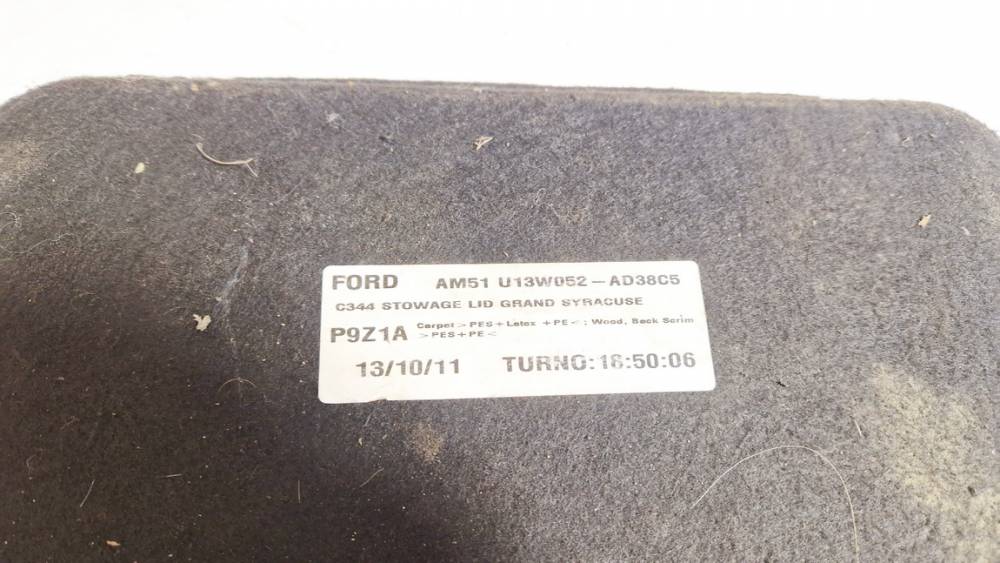 FORD AM51 U13W052-AD38C5
C344 STOWAGE LID GRAND SYRACUSE
P9Z1A Carpet >PES+Latex +PE< ; Wood, Back Scrim
>PES+PE<
13/10/11 TURNO:18:50:06